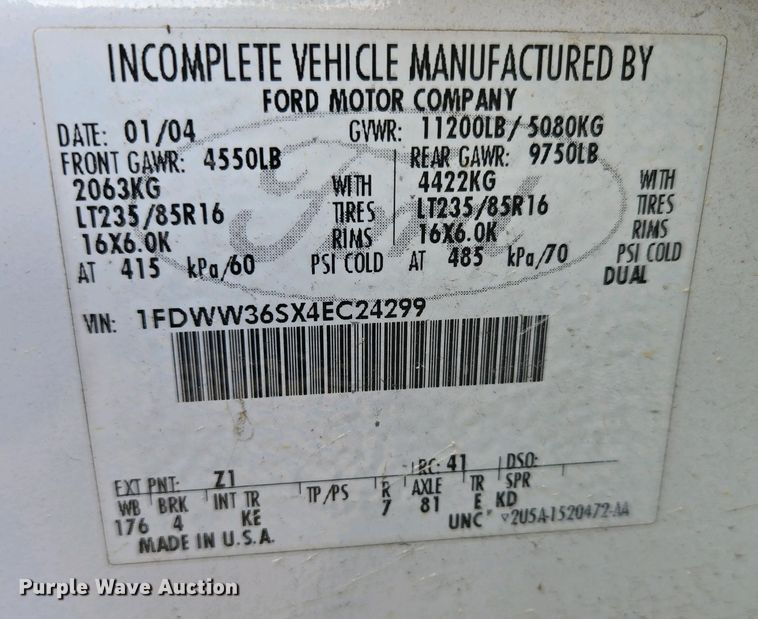 INCOMPLETE VEHICLE MANUFACTURED BY
FORD MOTOR COMPANY
DATE: 01/04 GVWR: 11200LB/ 5080KG
FRONT GAWR: 4550LB REAR GAWR: 9750LB
2063KG WITH 4422KG WITH
LT235/85R16 TIRES LT235/85R16 TIRES
16X6.0K RIMS 16X6.0K RIMS
AT 415 kPa/60 PSI COLD AT 485 kPa/70 PSI COLD
DUAL
Ford
VIN: 1FDWW36SX4EC24299
EXT PNT: Z1 RC: 41 DSO:
WB BRK INT TR TP/PS R AXLE TR SPR
176 4 KE 7 81 E KD
MADE IN U.S.A. UNC 2U5A-1520472-AA
Purple Wave Auction